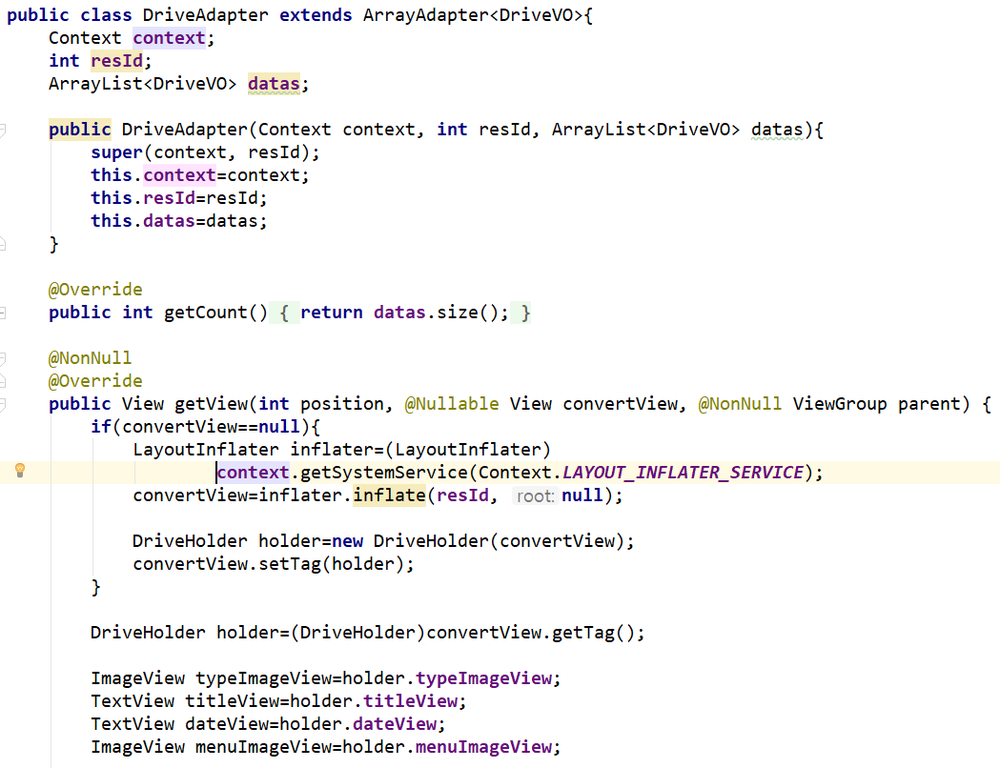 public class DriveAdapter extends ArrayAdapter<DriveVO>{
    Context context;
    int resId;
    ArrayList<DriveVO> datas;

    public DriveAdapter(Context context, int resId, ArrayList<DriveVO> datas){
        super(context, resId);
        this.context=context;
        this.resId=resId;
        this.datas=datas;
    }

    @Override
    public int getCount() { return datas.size(); }

    @NonNull
    @Override
    public View getView(int position, @Nullable View convertView, @NonNull ViewGroup parent) {
        if(convertView==null){
            LayoutInflater inflater=(LayoutInflater)
                    context.getSystemService(Context.LAYOUT_INFLATER_SERVICE);
            convertView=inflater.inflate(resId, root: null);

            DriveHolder holder=new DriveHolder(convertView);
            convertView.setTag(holder);
        }

        DriveHolder holder=(DriveHolder)convertView.getTag();

        ImageView typeImageView=holder.typeImageView;
        TextView titleView=holder.titleView;
        TextView dateView=holder.dateView;
        ImageView menuImageView=holder.menuImageView;